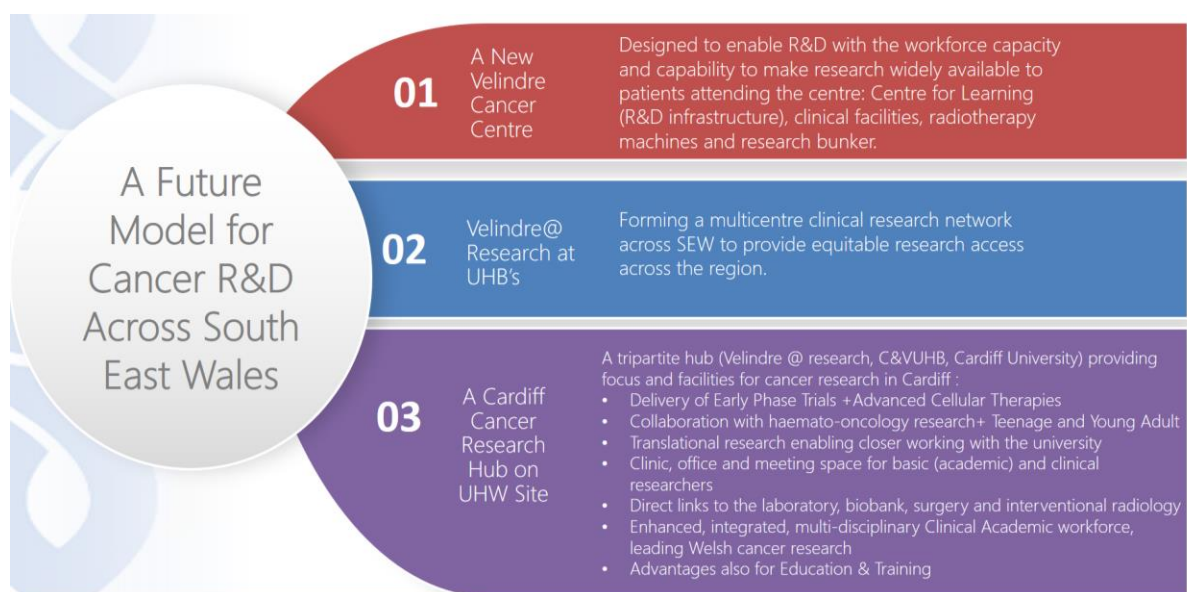 A Future
Model for
Cancer R&D
Across South
East Wales
01
A New
Velindre
Cancer
Centre
Designed to enable R&D with the workforce capacity
and capability to make research widely available to
patients attending the centre: Centre for Learning
(R&D infrastructure), clinical facilities, radiotherapy
machines and research bunker.
02
Velindre@
Research at
UHB's
Forming a multicentre clinical research network
across SEW to provide equitable research access
across the region.
03
A Cardiff
Cancer
Research
Hub on
UHW Site
A tripartite hub (Velindre @ research, C&VUHB, Cardiff University) providing
focus and facilities for cancer research in Cardiff :
• Delivery of Early Phase Trials +Advanced Cellular Therapies
• Collaboration with haemato-oncology research+ Teenage and Young Adult
• Translational research enabling closer working with the university
• Clinic, office and meeting space for basic (academic) and clinical
researchers
• Direct links to the laboratory, biobank, surgery and interventional radiology
• Enhanced, integrated, multi-disciplinary Clinical Academic workforce,
leading Welsh cancer research
• Advantages also for Education & Training